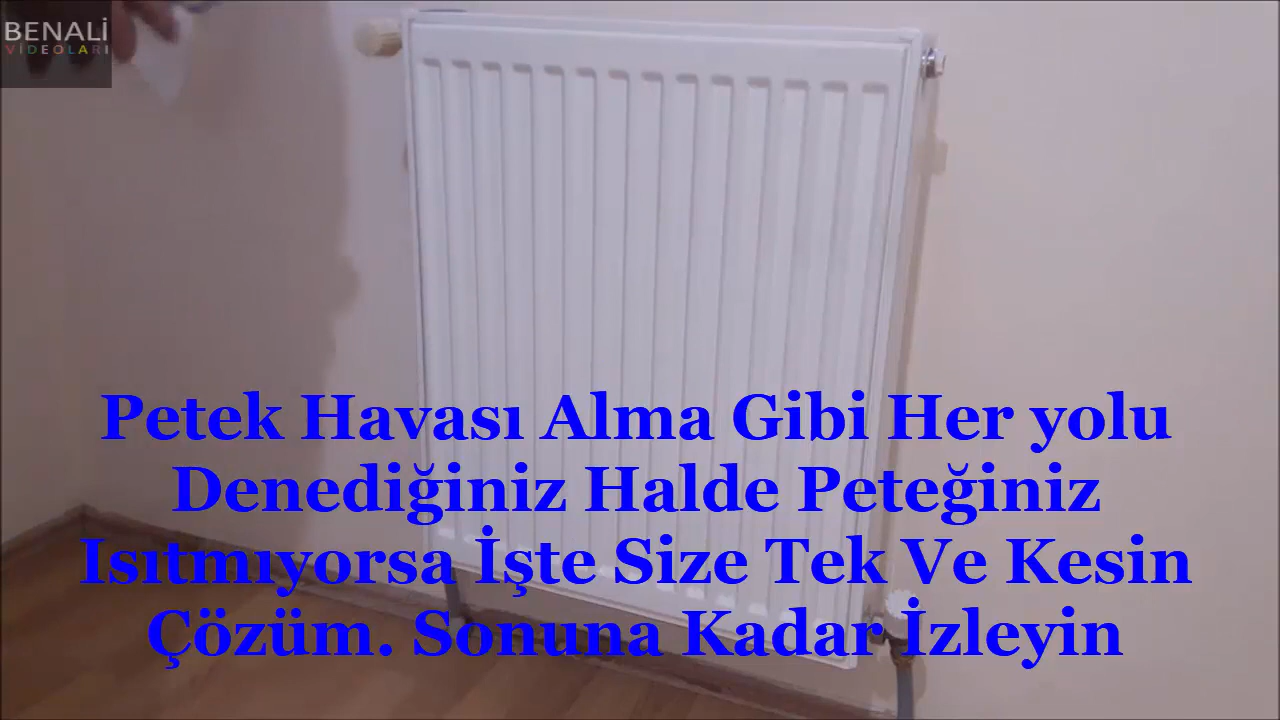 BENALİ
VİDEOLARI
Petek Havası Alma Gibi Her yolu
Denediğiniz Halde Peteğiniz
Isıtmıyorsa İşte Size Tek Ve Kesin
Çözüm. Sonuna Kadar İzleyin